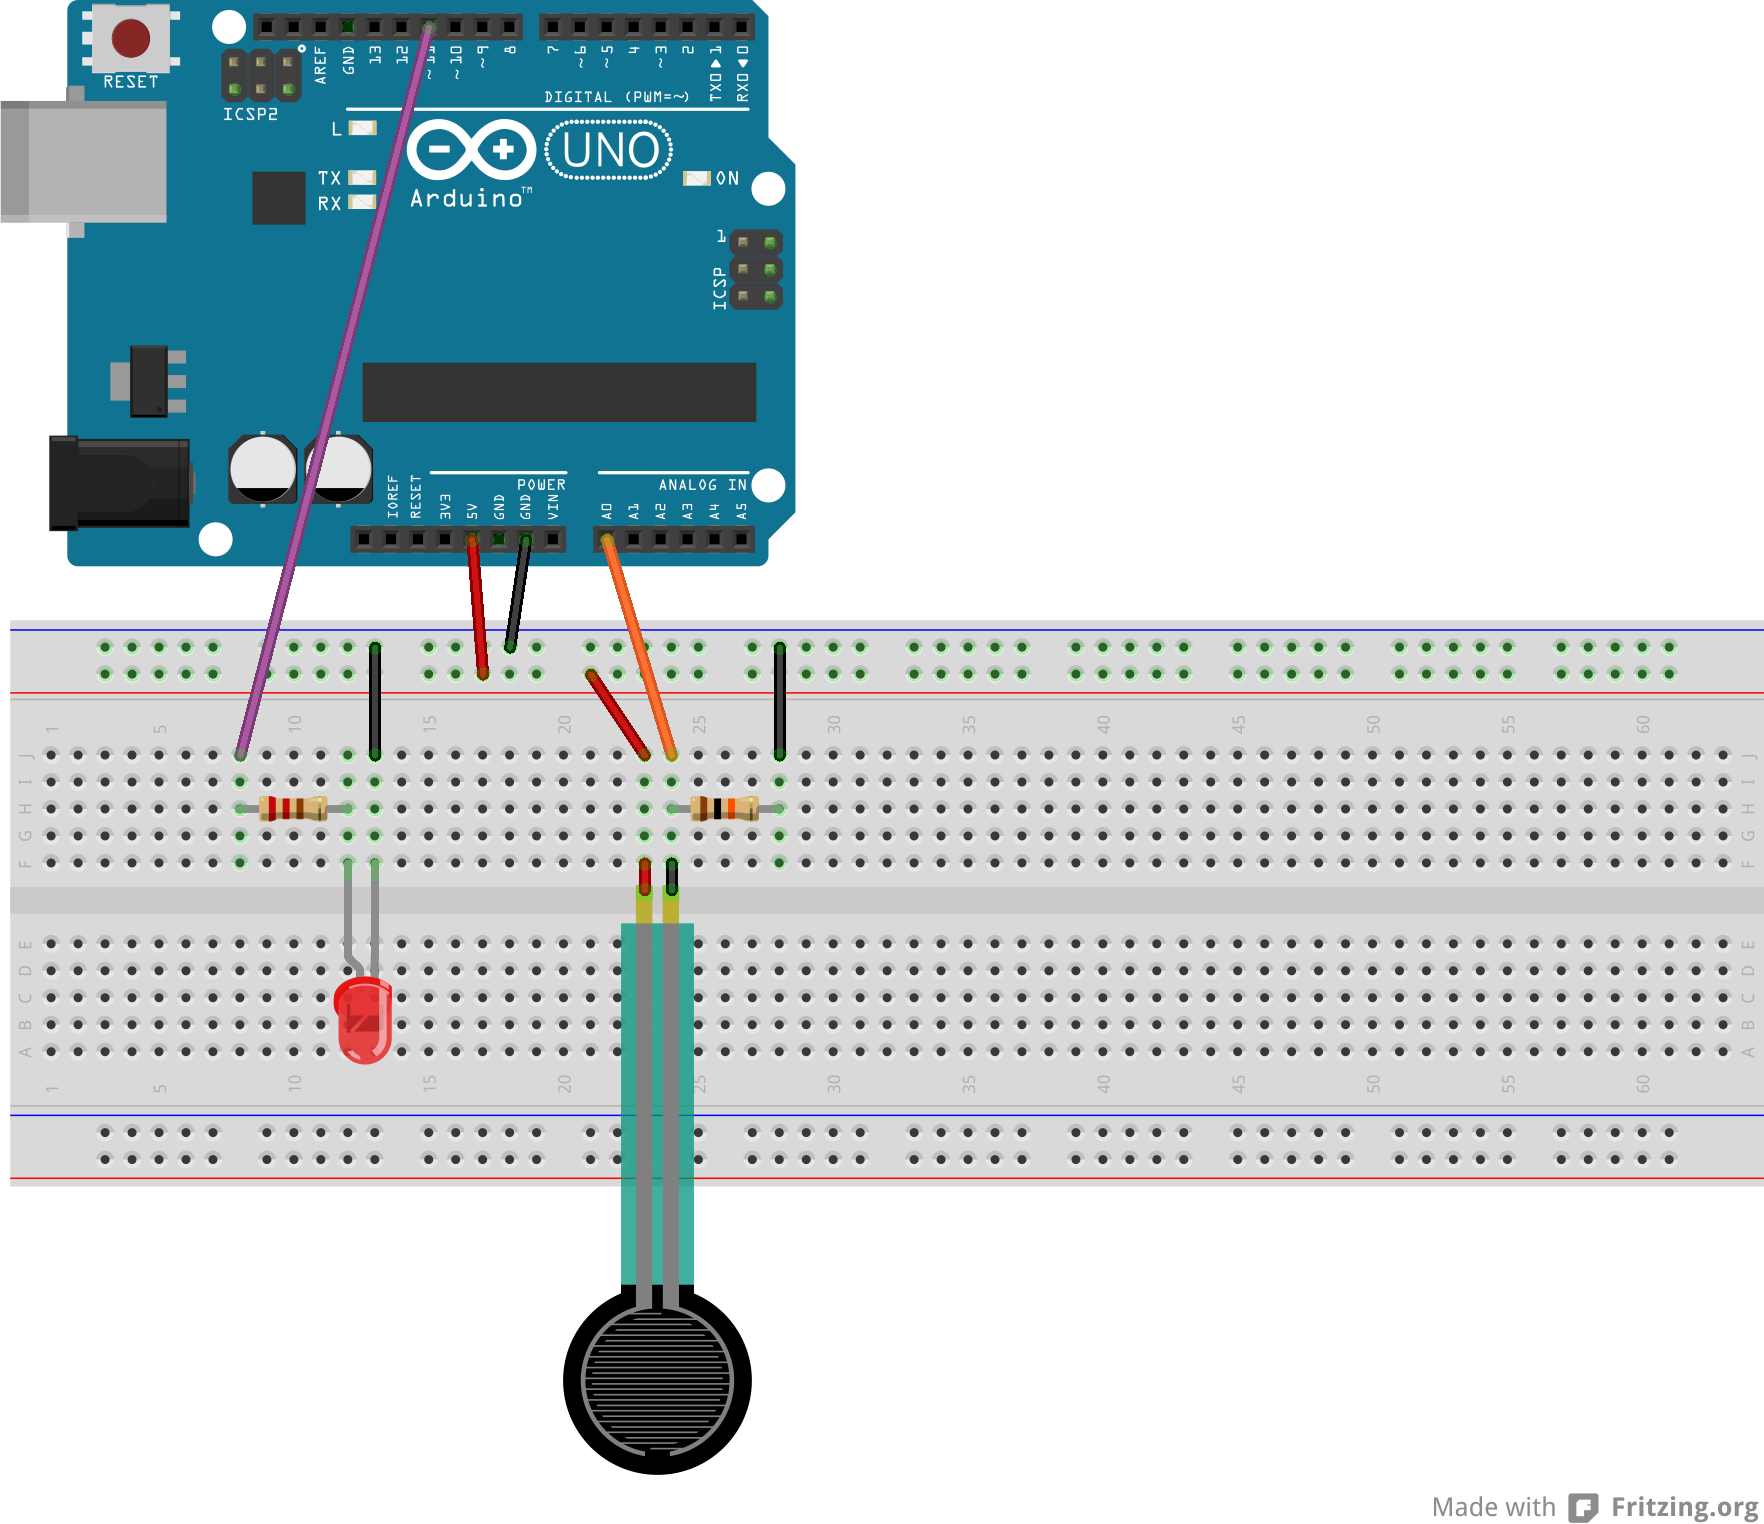 RESET
ICSP2
AREF
GND
13
12
~11
~10
~9
8
7
~6
~5
4
~3
2
TX0▶1
RX0◀0
DIGITAL (PWM=~)
L
TX
RX
UNO
Arduino™
ON
1
ICSP
POWER
ANALOG IN
IOREF
RESET
3V3
5V
GND
GND
VIN
A0
A1
A2
A3
A4
A5
1 5 10 15 20 25 30 35 40 45 50 55 60
J J
I I
H H
G G
F F
E E
D D
C C
B B
A A
1 5 10 15 20 25 30 35 40 45 50 55 60
Made with Fritzing.org